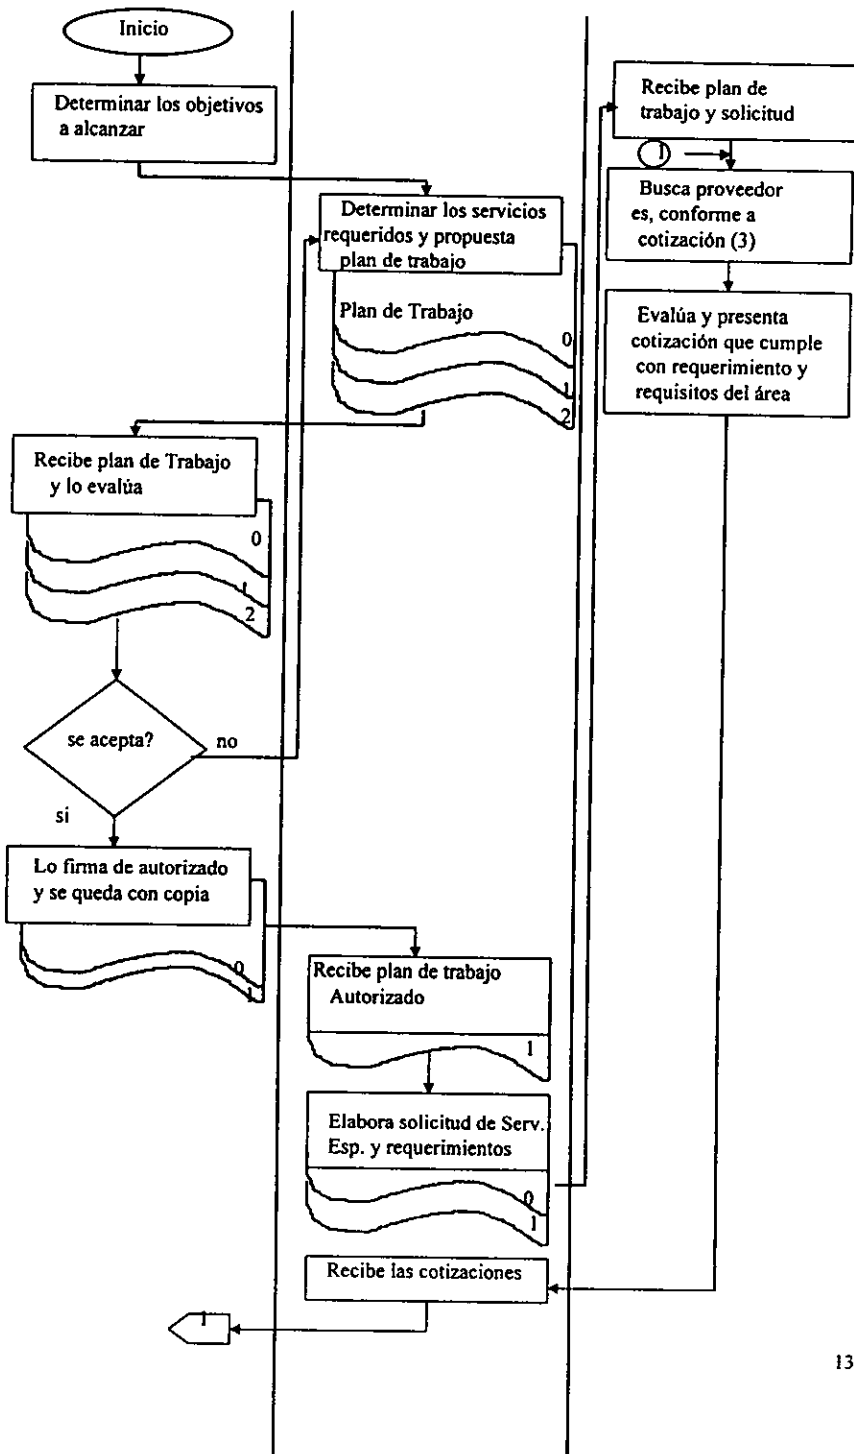 Inicio
Determinar los objetivos
a alcanzar
Determinar los servicios
requeridos y propuesta
plan de trabajo
Plan de Trabajo
0
1
2
Recibe plan de Trabajo
y lo evalúa
0
1
2
se acepta?
no
si
Lo firma de autorizado
y se queda con copia
0
1
Recibe plan de trabajo
Autorizado
1
Elabora solicitud de Serv.
Esp. y requerimientos
0
1
Recibe plan de
trabajo y solicitud
1
Busca proveedor
es, conforme a
cotización (3)
Evalúa y presenta
cotización que cumple
con requerimiento y
requisitos del área
Recibe las cotizaciones
1
13